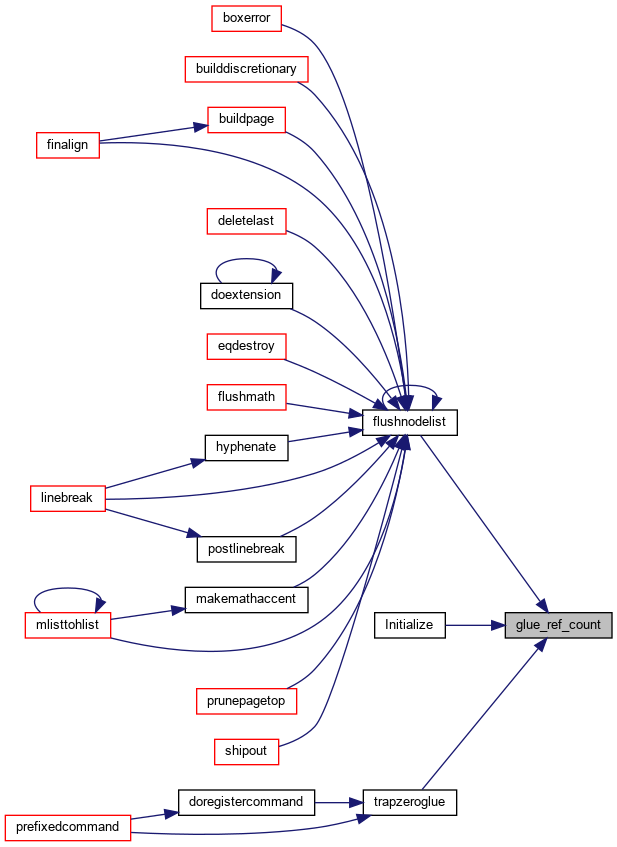 boxerror
builddiscretionary
buildpage
finalign
deletelast
doextension
eqdestroy
flushmath
flushnodelist
hyphenate
linebreak
postlinebreak
makemathaccent
mlisttohlist
Initialize
glue_ref_count
prunepagetop
shipout
doregistercommand
trapzeroglue
prefixedcommand